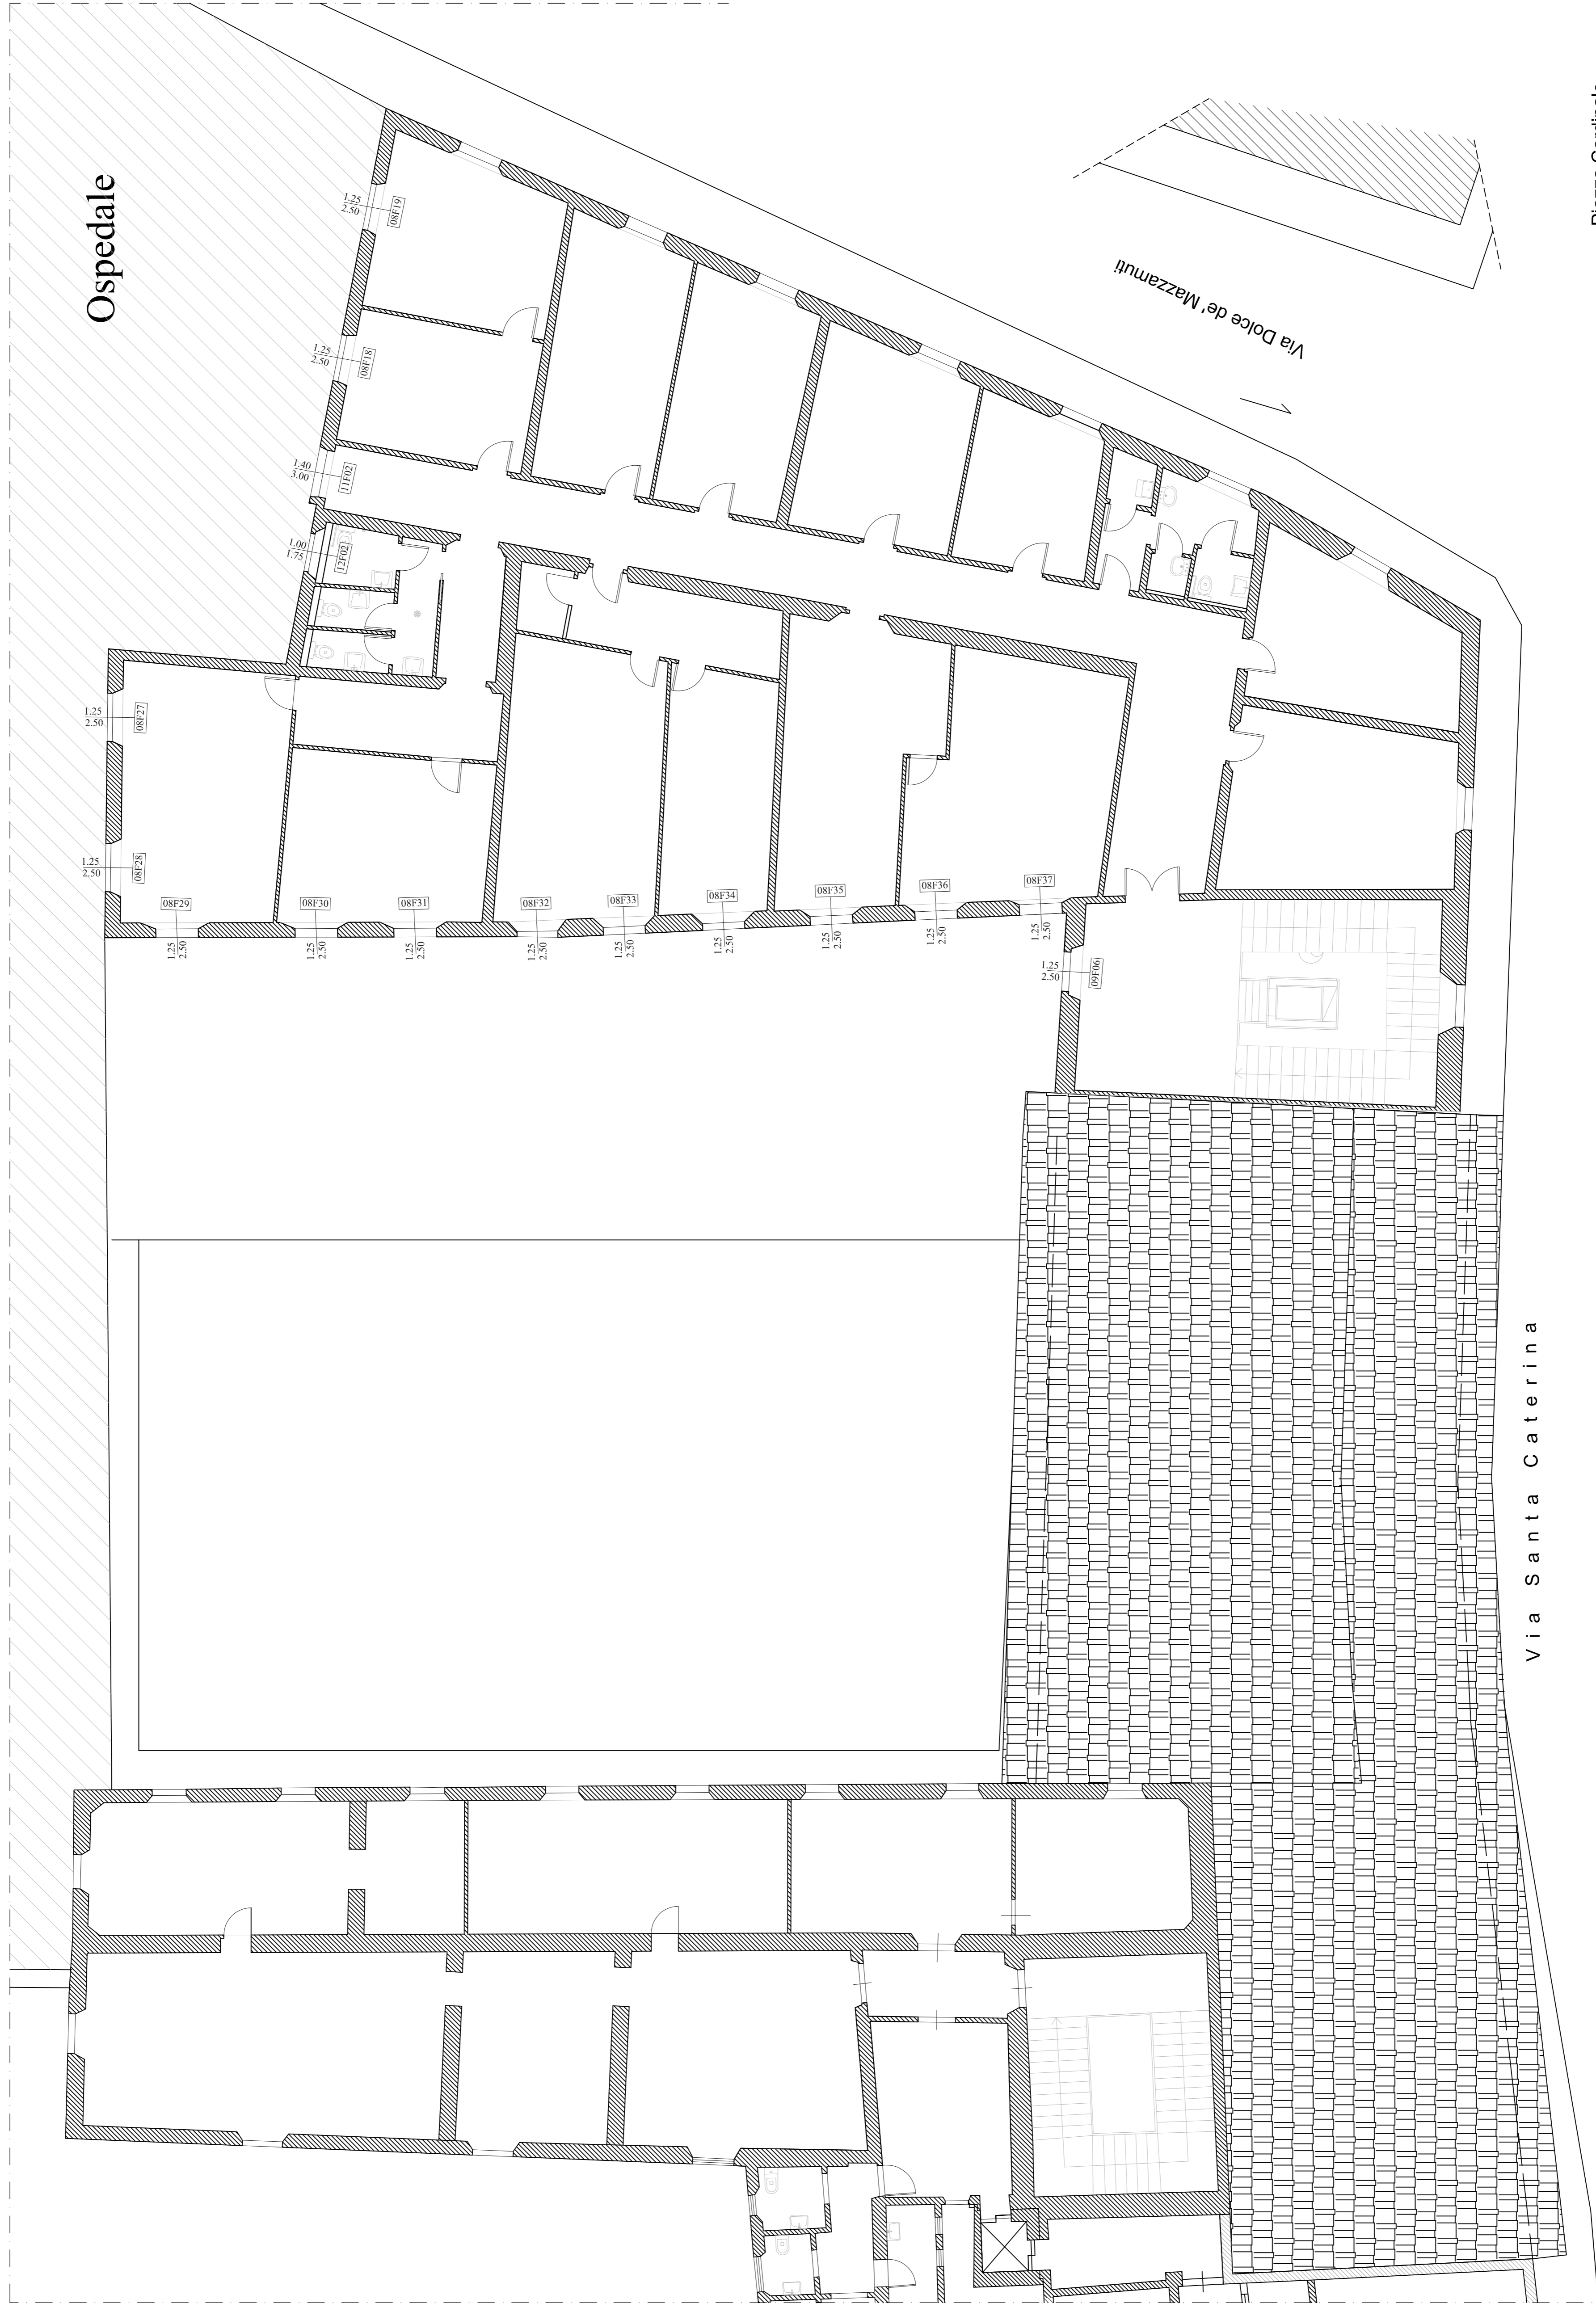 Ospedale
1.25
2.50
08F19
1.25
2.50
08F18
1.40
3.00
11F02
1.00
1.75
12F02
1.25
2.50
08F27
1.25
2.50
08F28
08F29
1.25
2.50
08F30
1.25
2.50
08F31
1.25
2.50
08F32
1.25
2.50
08F33
1.25
2.50
08F34
1.25
2.50
08F35
1.25
2.50
08F36
1.25
2.50
08F37
1.25
2.50
1.25
2.50
09F06
Via Dolce de' Mazzamuti
Via Santa Caterina